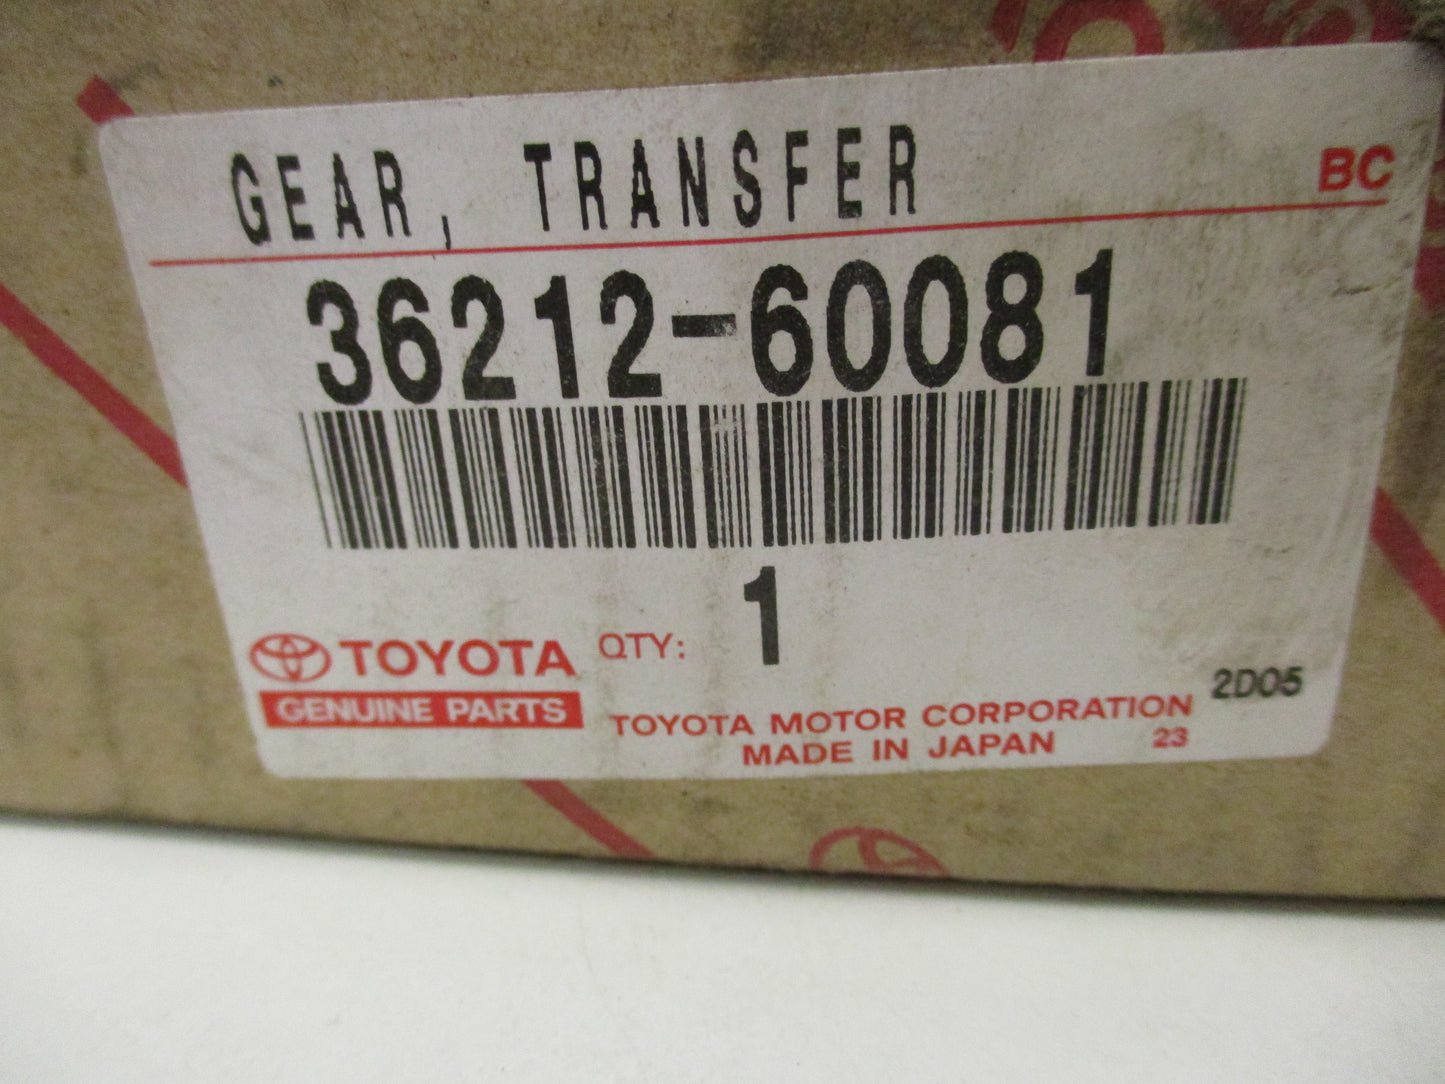 GEAR, TRANSFER
BC
36212-60081
1
TOYOTA QTY:
GENUINE PARTS
2D05
TOYOTA MOTOR CORPORATION
MADE IN JAPAN 23